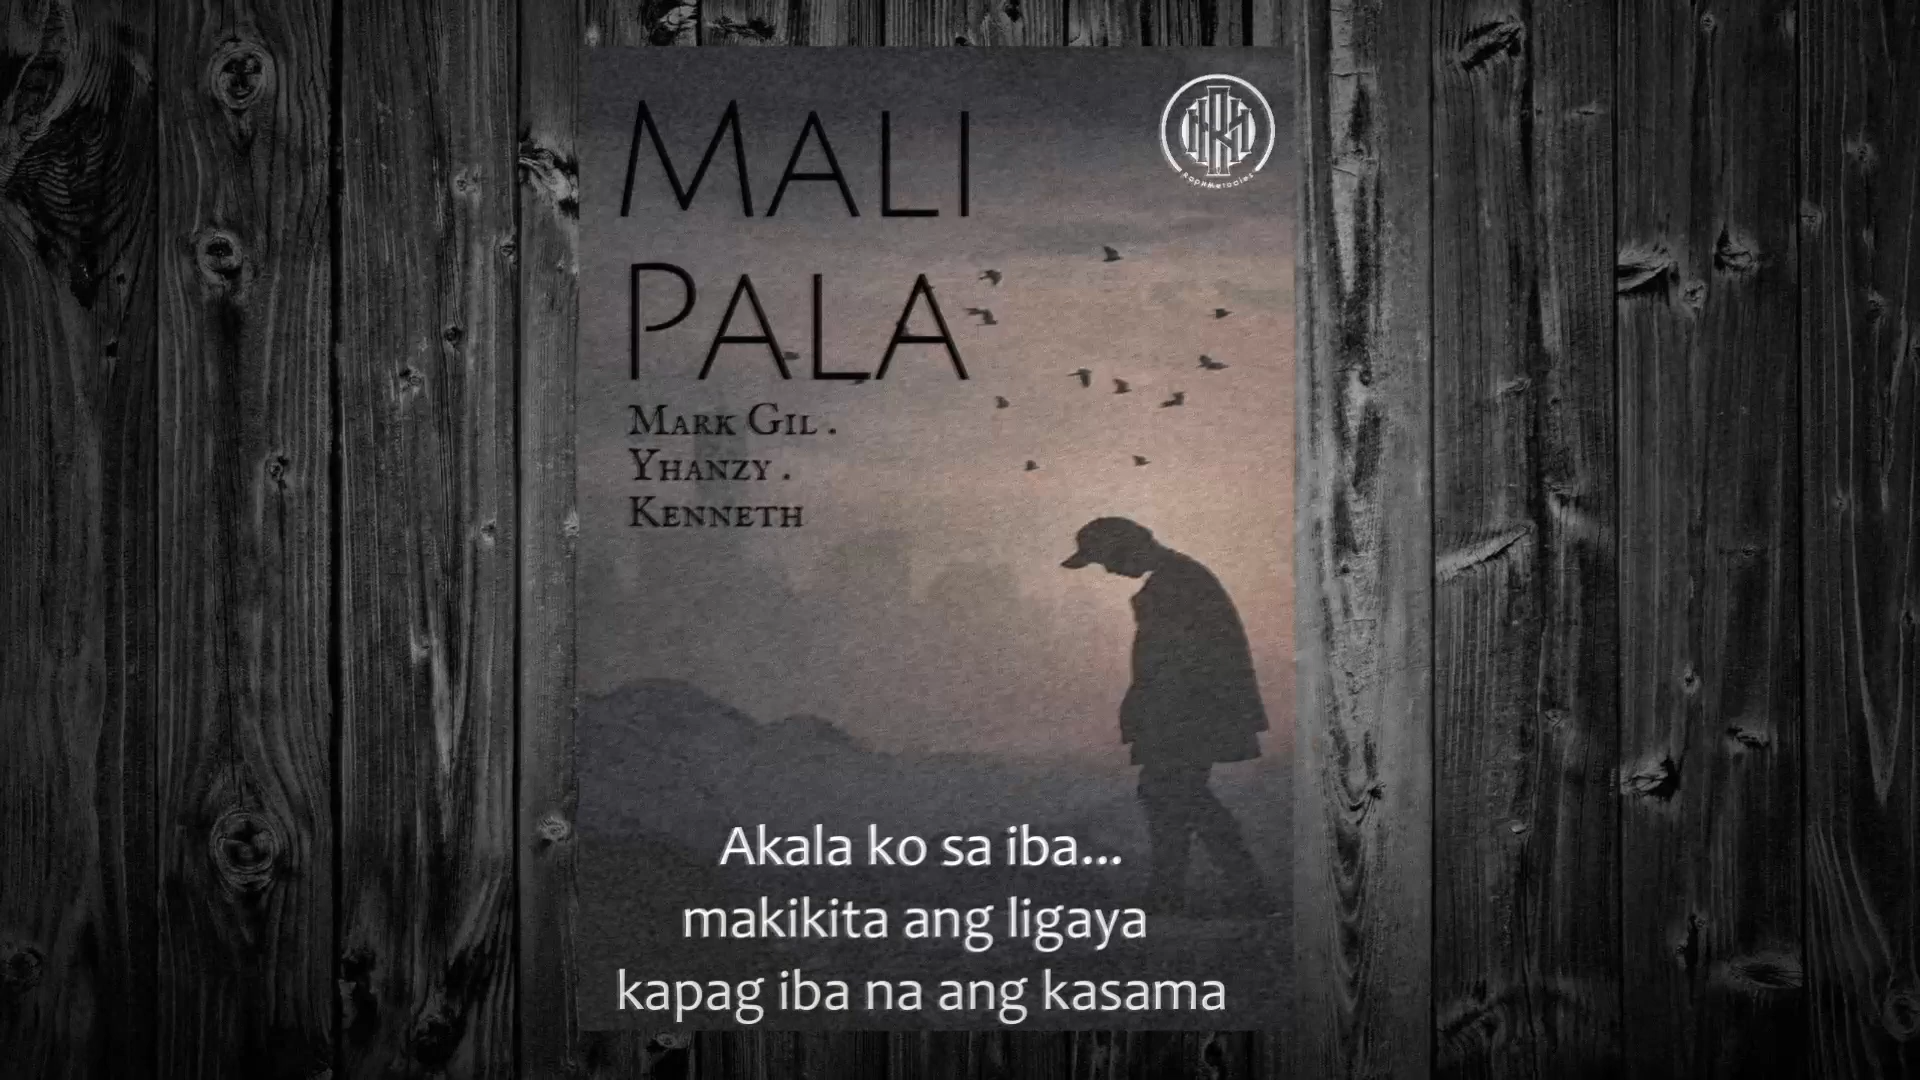 MALI
PALA
MARK GIL .
YHANZY .
KENNETH
Akala ko sa iba...
makikita ang ligaya
kapag iba na ang kasama